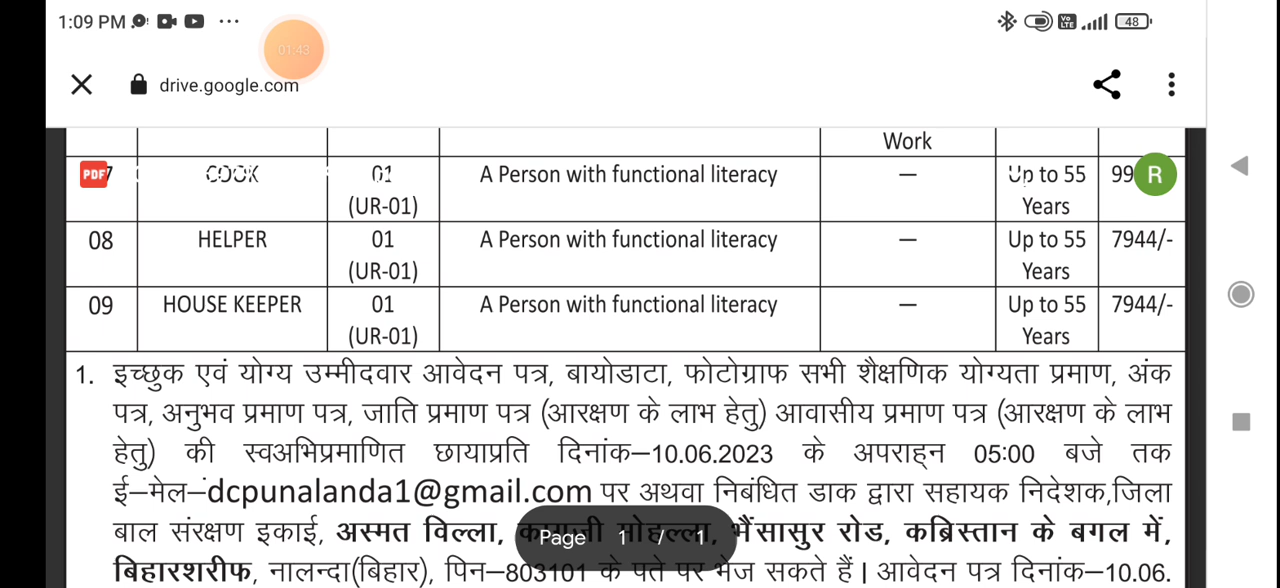 1:09 PM ...
48
01:43
drive.google.com
Work
PDF 7 COOK 01 A Person with functional literacy — Up to 55 99 R
(UR-01) Years
08 HELPER 01 A Person with functional literacy — Up to 55 7944/-
(UR-01) Years
09 HOUSE KEEPER 01 A Person with functional literacy — Up to 55 7944/-
(UR-01) Years
1. इच्छुक एवं योग्य उम्मीदवार आवेदन पत्र, बायोडाटा, फोटोग्राफ सभी शैक्षणिक योग्यता प्रमाण, अंक
पत्र, अनुभव प्रमाण पत्र, जाति प्रमाण पत्र (आरक्षण के लाभ हेतु) आवासीय प्रमाण पत्र (आरक्षण के लाभ
हेतु) की स्वअभिप्रमाणित छायाप्रति दिनांक–10.06.2023 के अपराह्न 05:00 बजे तक
ई–मेल–dcpunalanda1@gmail.com पर अथवा निबंधित डाक द्वारा सहायक निदेशक,जिला
बाल संरक्षण इकाई, अस्मत विल्ला, भैंसासुर रोड, कब्रिस्तान के बगल में,
Page 1 / 1
बिहारशरीफ, नालन्दा(बिहार), पिन–803101 के पते पर भेज सकते हैं। आवेदन पत्र दिनांक–10.06.